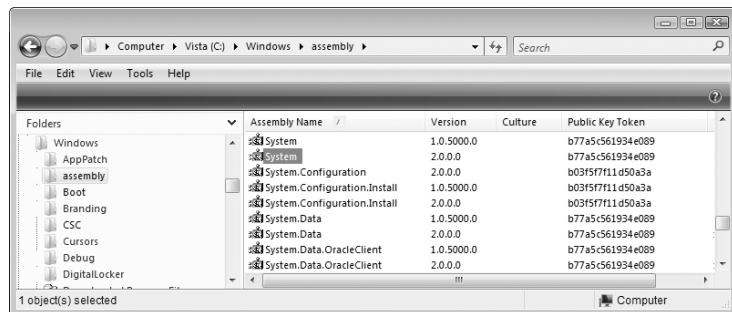 Computer Vista (C:) Windows assembly Search
File Edit View Tools Help
Folders
Windows
AppPatch
assembly
Boot
Branding
CSC
Cursors
Debug
DigitalLocker
Assembly Name Version Culture Public Key Token
System 1.0.5000.0 b77a5c561934e089
System 2.0.0.0 b77a5c561934e089
System.Configuration 2.0.0.0 b03f5f7f11d50a3a
System.Configuration.Install 1.0.5000.0 b03f5f7f11d50a3a
System.Configuration.Install 2.0.0.0 b03f5f7f11d50a3a
System.Data 1.0.5000.0 b77a5c561934e089
System.Data 2.0.0.0 b77a5c561934e089
System.Data.OracleClient 1.0.5000.0 b77a5c561934e089
System.Data.OracleClient 2.0.0.0 b77a5c561934e089
1 object(s) selected Computer